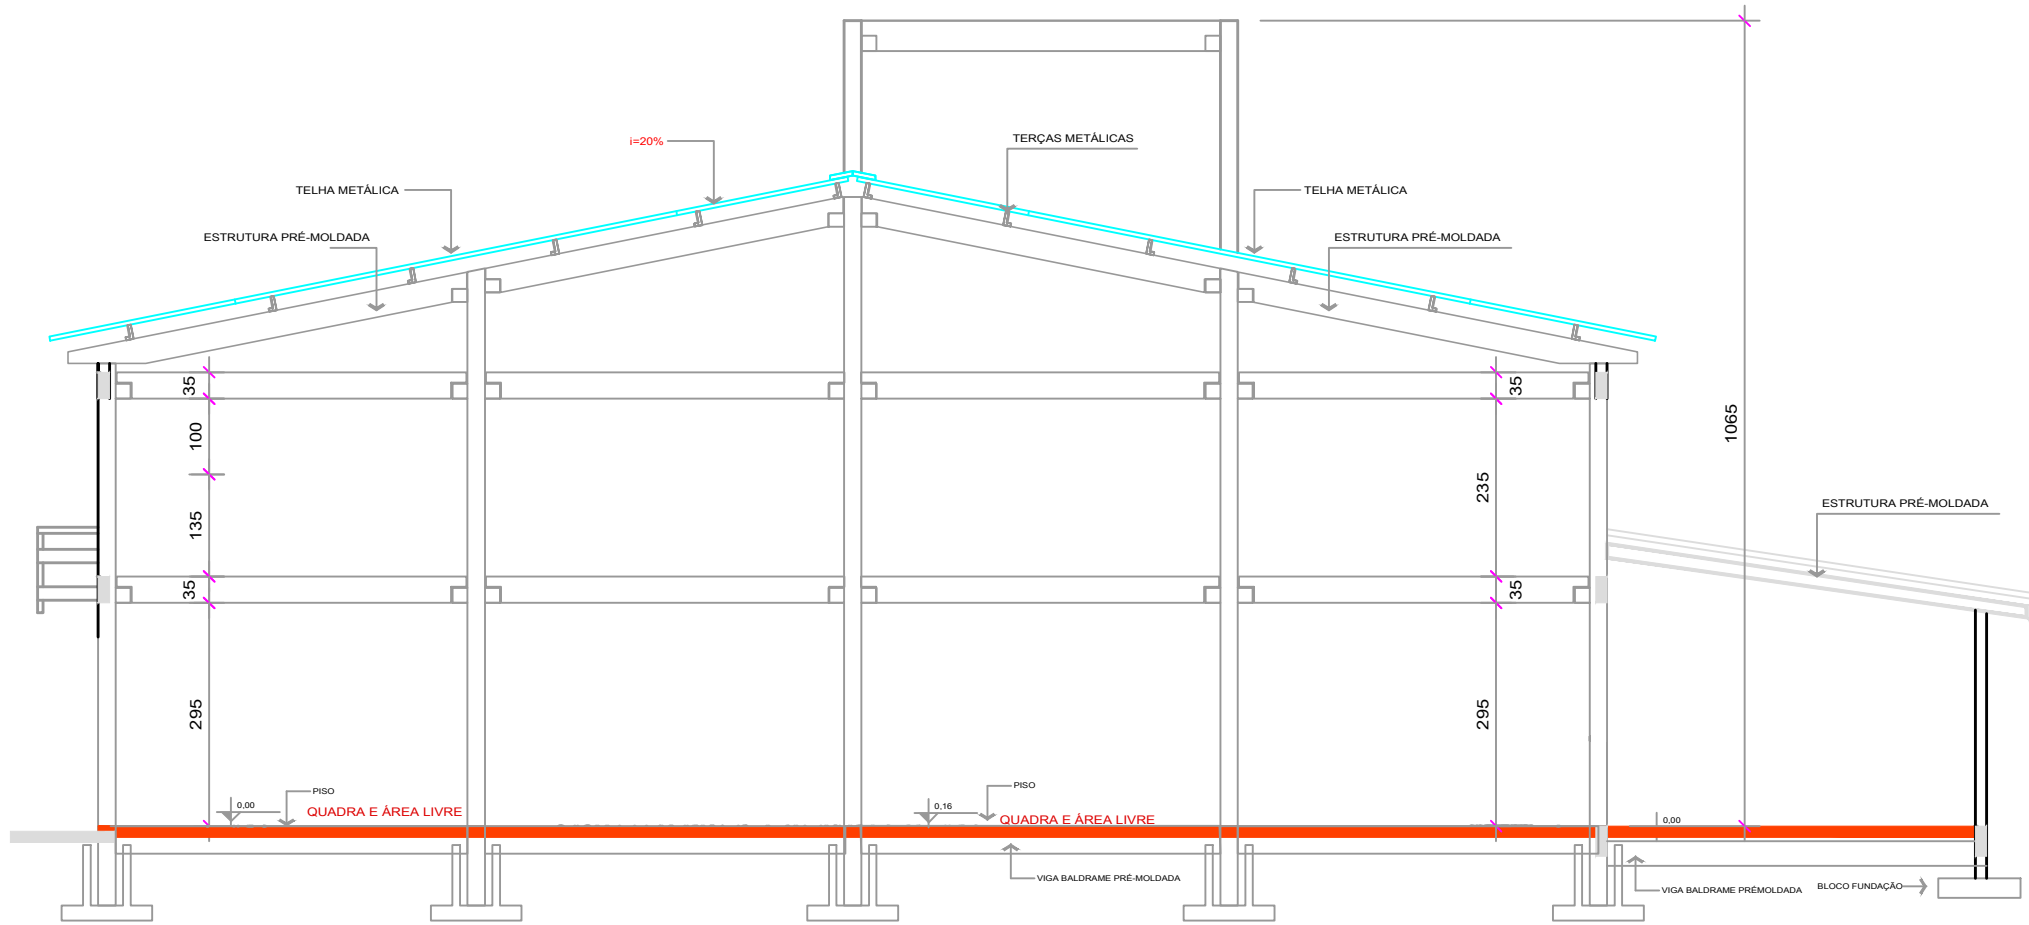 i=20%
TERÇAS METÁLICAS
TELHA METÁLICA
TELHA METÁLICA
ESTRUTURA PRÉ-MOLDADA
ESTRUTURA PRÉ-MOLDADA
35
35
100
1065
135
235
ESTRUTURA PRÉ-MOLDADA
35
35
295
295
PISO
PISO
0,00
QUADRA E ÁREA LIVRE
0,16
QUADRA E ÁREA LIVRE
0,00
VIGA BALDRAME PRÉ-MOLDADA
VIGA BALDRAME PRÉMOLDADA
BLOCO FUNDAÇÃO